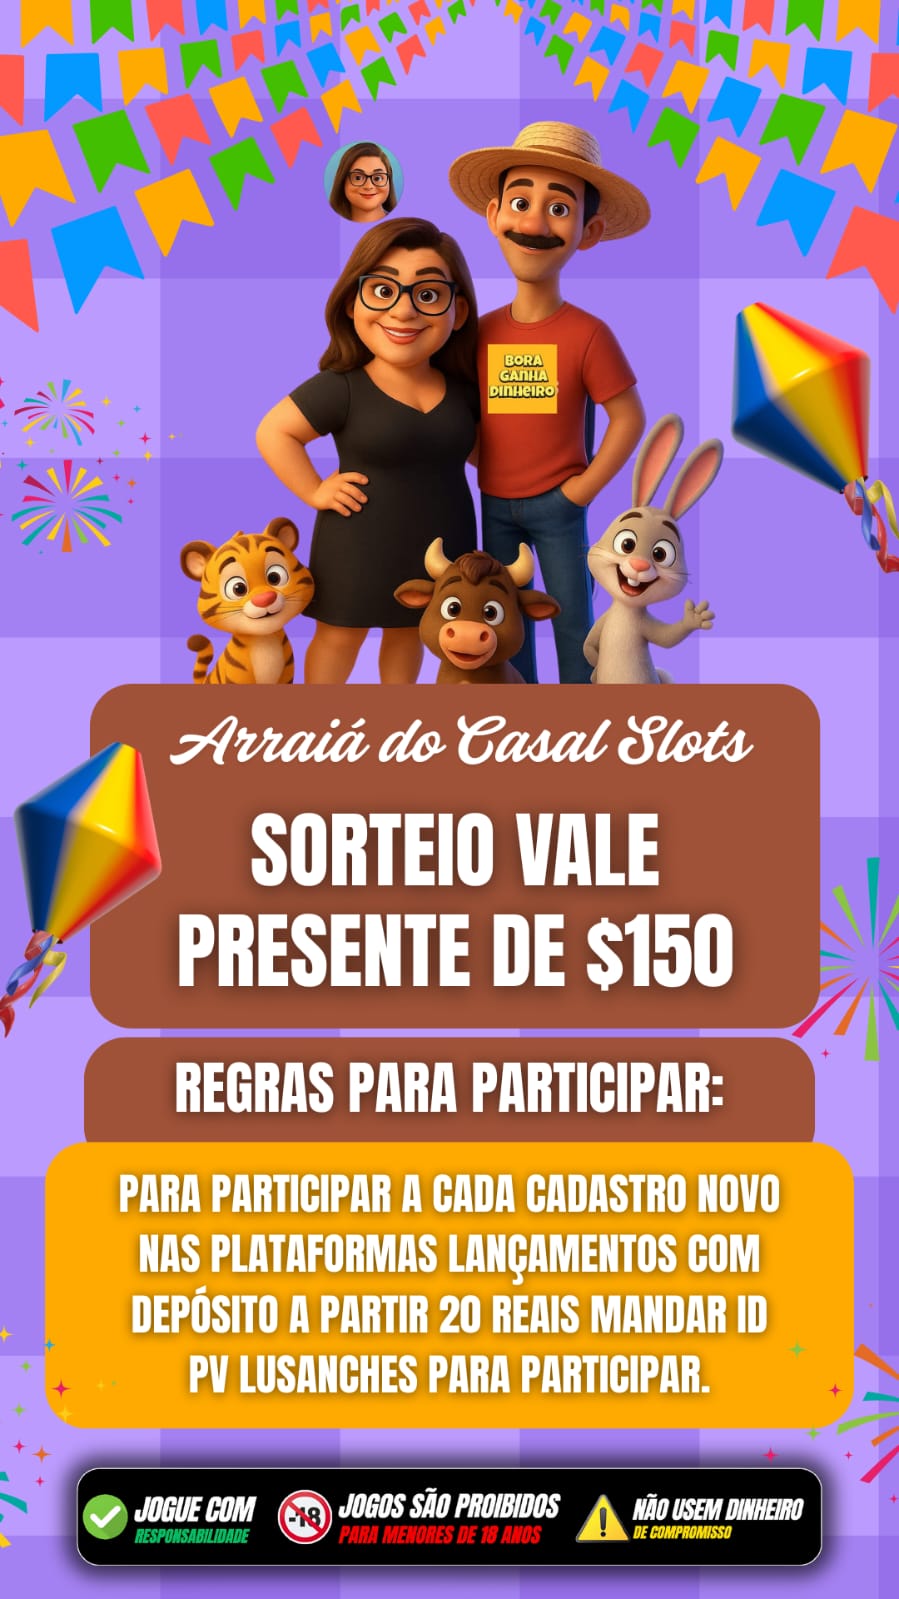 BORA
GANHA
DINHEIRO
Arraiá do Casal Slots
SORTEIO VALE
PRESENTE DE $150
REGRAS PARA PARTICIPAR:
PARA PARTICIPAR A CADA CADASTRO NOVO
NAS PLATAFORMAS LANÇAMENTOS COM
DEPÓSITO A PARTIR 20 REAIS MANDAR ID
PV LUSANCHES PARA PARTICIPAR.
JOGUE COM
RESPONSABILIDADE
-18
JOGOS SÃO PROIBIDOS
PARA MENORES DE 18 ANOS
NÃO USEM DINHEIRO
DE COMPROMISSO